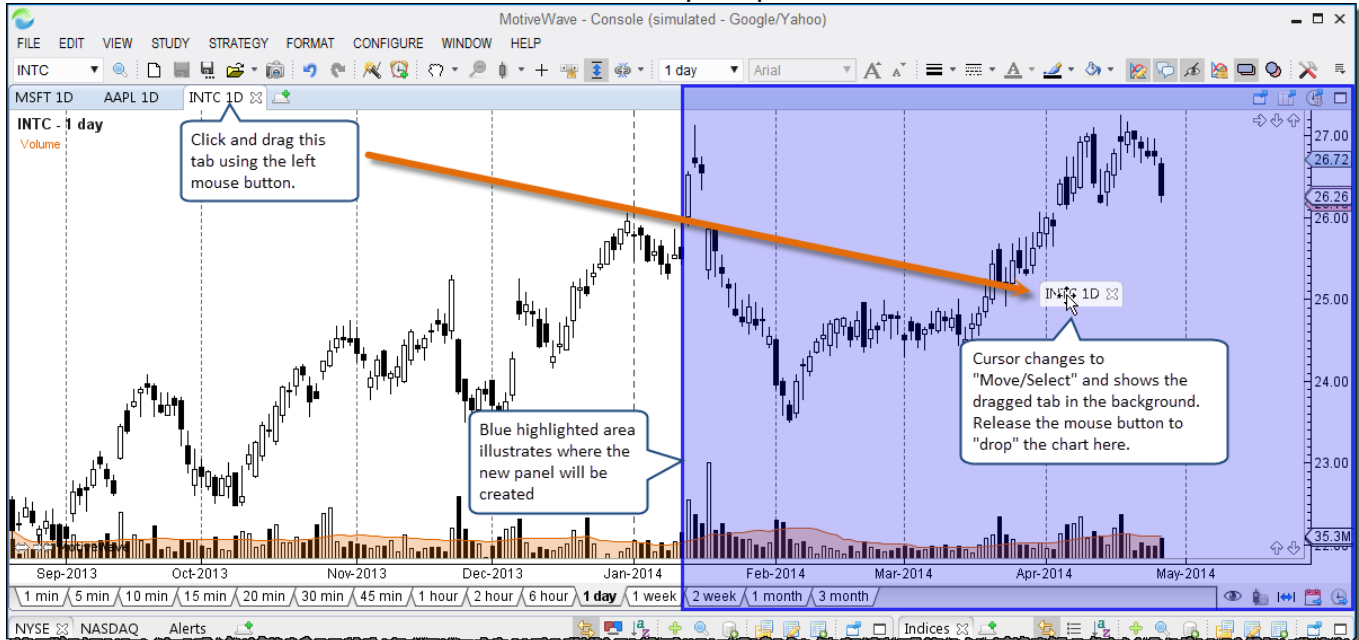 MotiveWave - Console (simulated - Google/Yahoo)
FILE EDIT VIEW STUDY STRATEGY FORMAT CONFIGURE WINDOW HELP
INTC 1 day Arial
MSFT 1D AAPL 1D INTC 1D
INTC - 1 day
Volume
Click and drag this
tab using the left
mouse button.
27.00
26.72
26.26
26.00
INTC 1D
25.00
Cursor changes to
"Move/Select" and shows the
dragged tab in the background.
Release the mouse button to
"drop" the chart here.
24.00
Blue highlighted area
illustrates where the
new panel will be
created
23.00
35.3M
22.00
MotiveWave
Sep-2013 Oct-2013 Nov-2013 Dec-2013 Jan-2014 Feb-2014 Mar-2014 Apr-2014 May-2014
1 min 5 min 10 min 15 min 20 min 30 min 45 min 1 hour 2 hour 6 hour 1 day 1 week 2 week 1 month 3 month
NYSE NASDAQ Alerts Indices